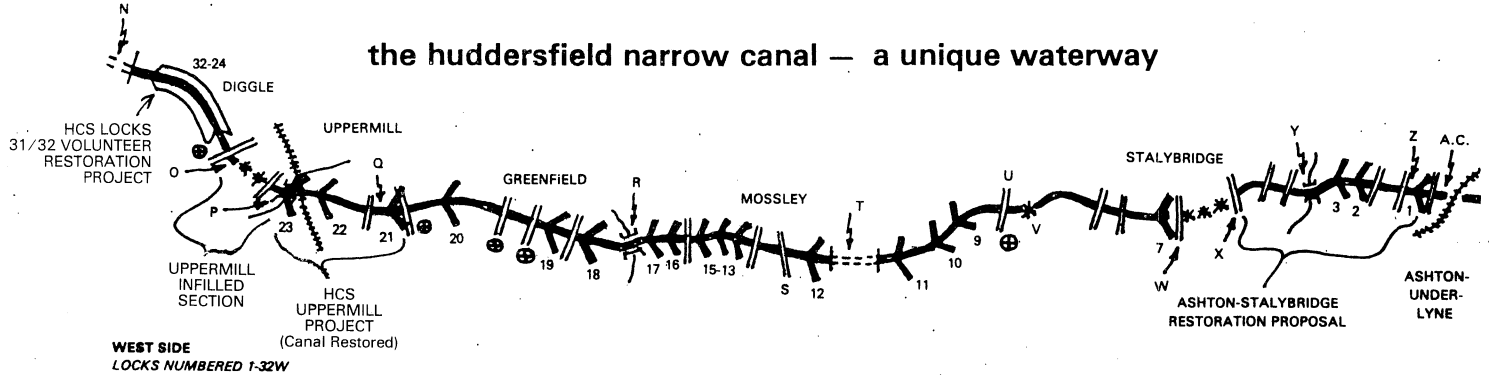 the huddersfield narrow canal — a unique waterway
N
32-24
DIGGLE
HCS LOCKS
31/32 VOLUNTEER
RESTORATION
PROJECT
O
UPPERMILL
P
Q
23
22
21
20
UPPERMILL
INFILLED
SECTION
HCS
UPPERMILL
PROJECT
(Canal Restored)
WEST SIDE
LOCKS NUMBERED 1-32W
GREENFiELD
R
19
18
17
16
15-13
MOSSLEY
S
12
T
11
10
9
U
V
STALYBRIDGE
7
W
X
Y
3
2
Z
1
A.C.
ASHTON-STALYBRIDGE
RESTORATION PROPOSAL
ASHTON-
UNDER-
LYNE